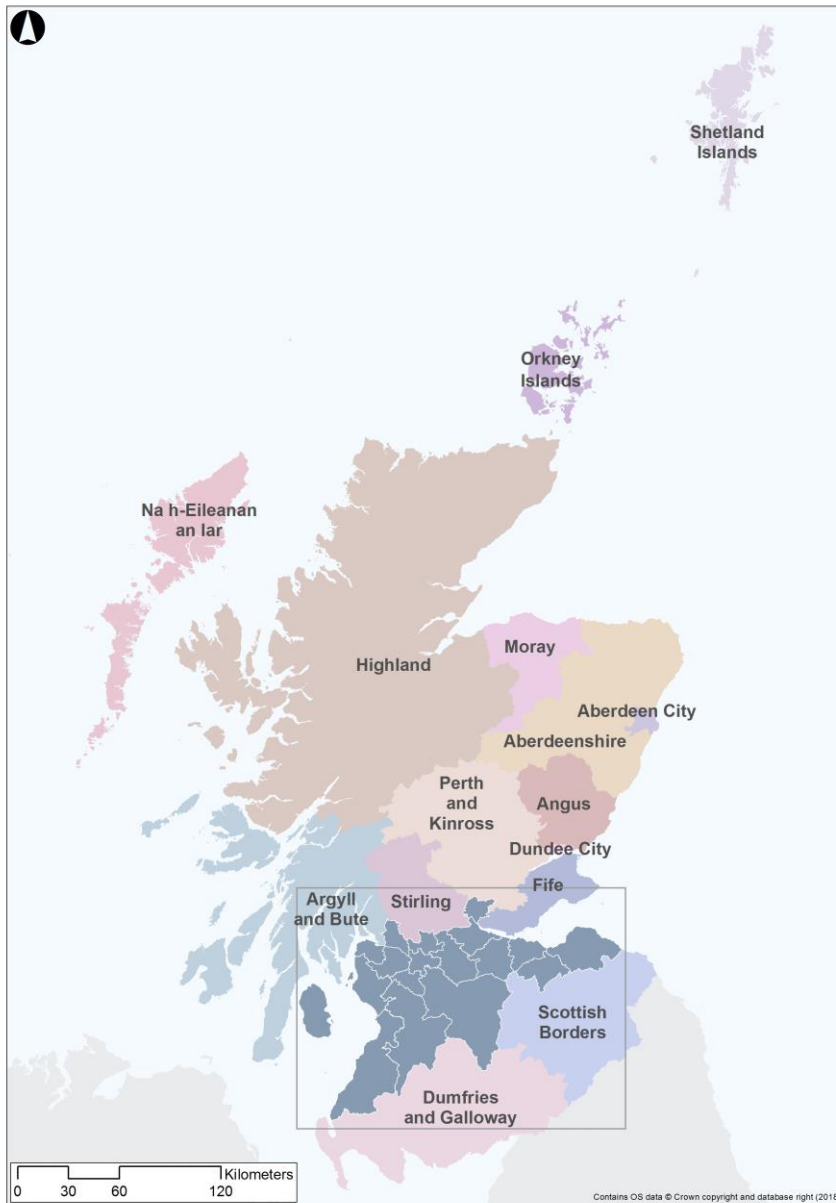 Shetland
Islands
Orkney
Islands
Na h-Eileanan
an Iar
Moray
Highland
Aberdeen City
Aberdeenshire
Perth
and
Kinross
Angus
Dundee City
Fife
Argyll
and Bute
Stirling
Scottish
Borders
Dumfries
and Galloway
Kilometers
0 30 60 120
Contains OS data © Crown copyright and database right (2016